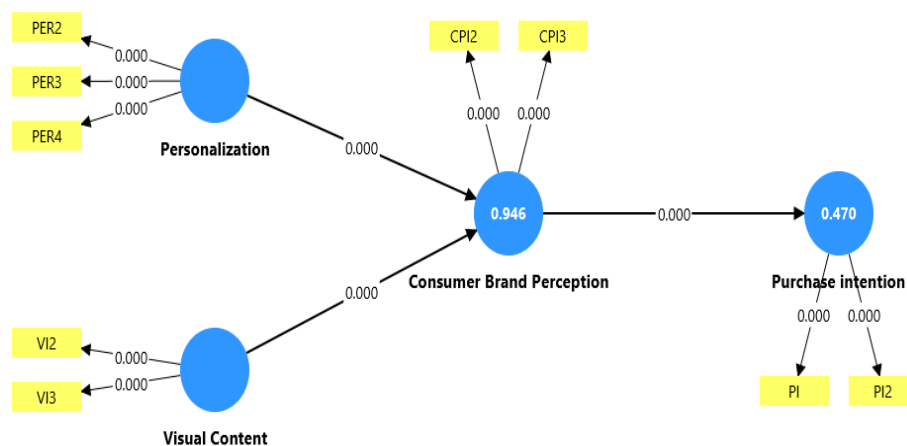 PER2
0.000
PER3
0.000
PER4
0.000
Personalization
0.000
CPI2
CPI3
0.000
0.000
0.946
Consumer Brand Perception
0.000
0.470
Purchase intention
0.000
0.000
PI
PI2
0.000
VI2
0.000
VI3
0.000
Visual Content